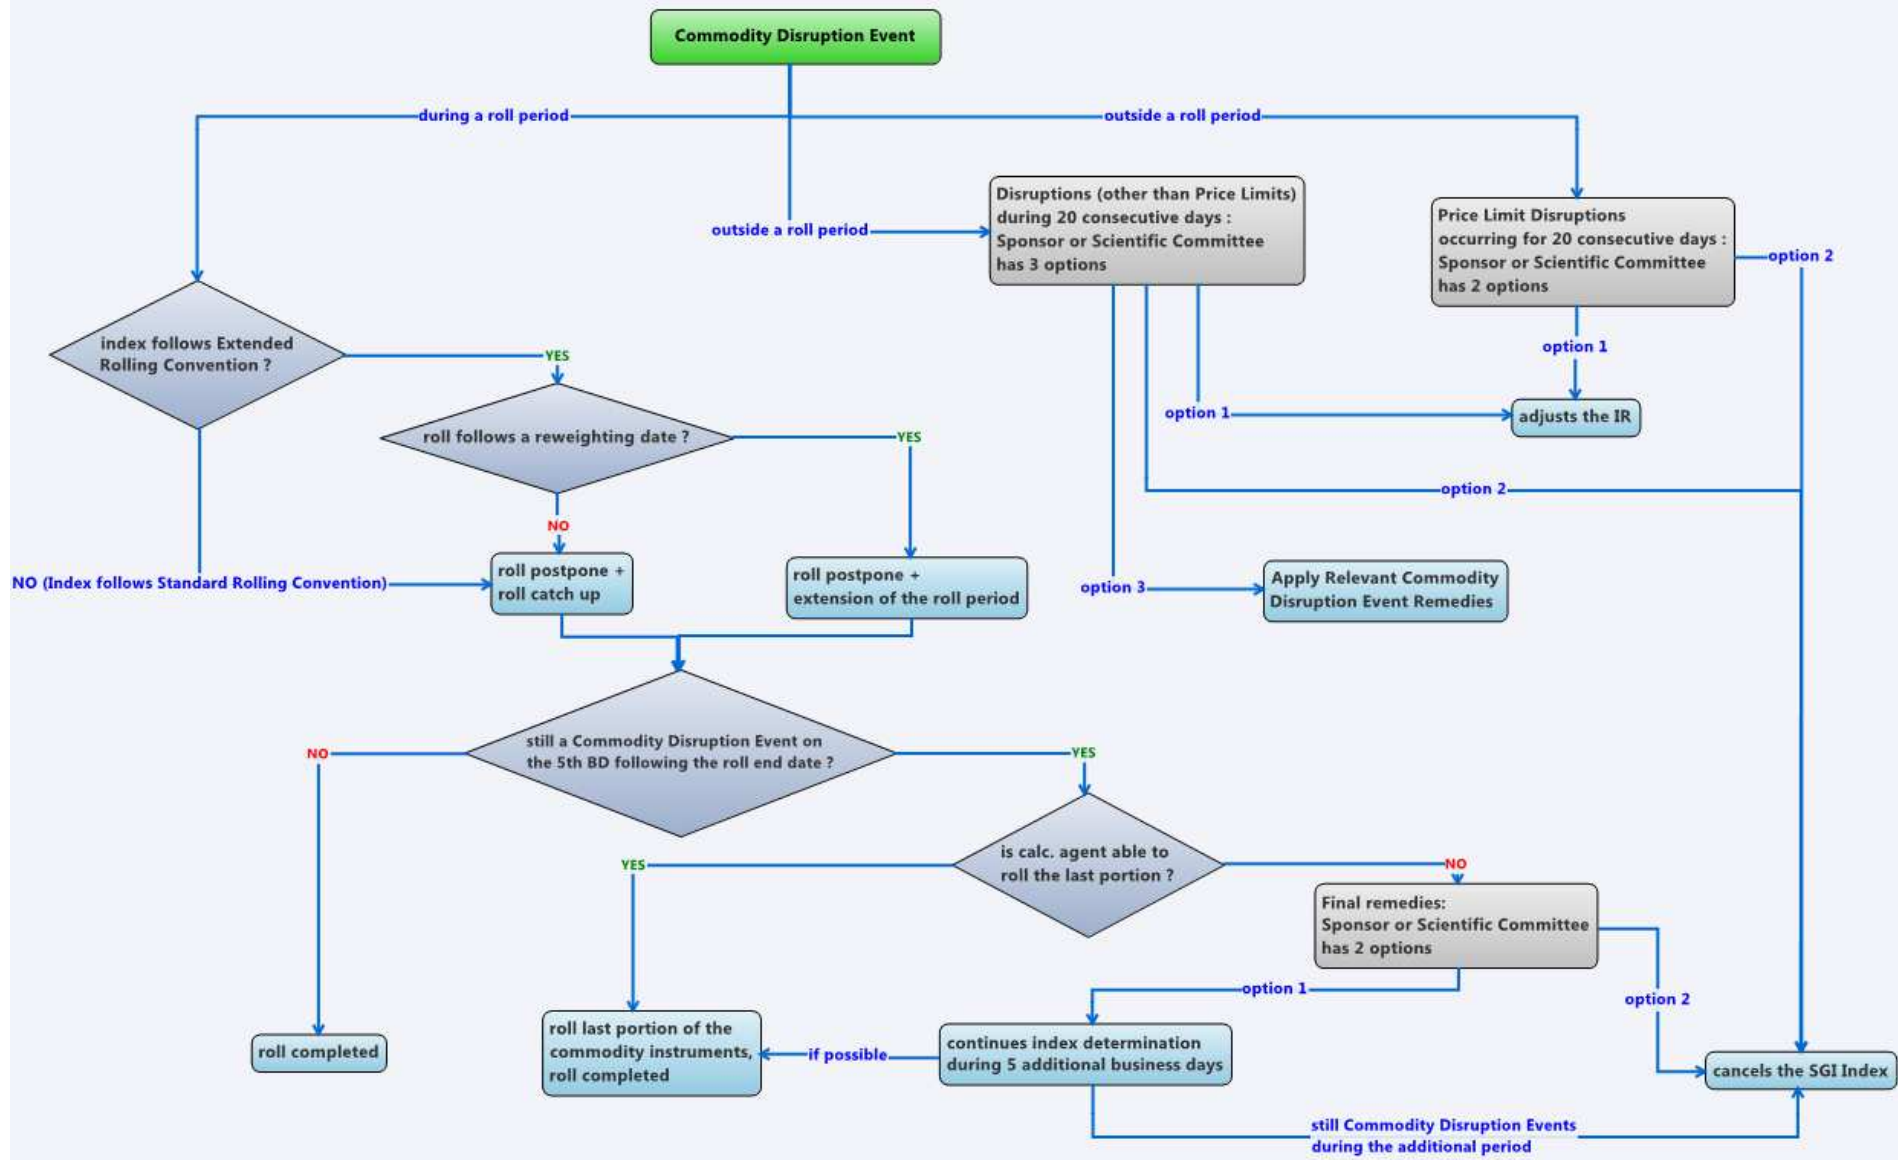 Commodity Disruption Event
during a roll period
outside a roll period
outside a roll period
Disruptions (other than Price Limits)
during 20 consecutive days :
Sponsor or Scientific Committee
has 3 options
Price Limit Disruptions
occurring for 20 consecutive days :
Sponsor or Scientific Committee
has 2 options
option 2
option 1
index follows Extended
Rolling Convention ?
YES
roll follows a reweighting date ?
YES
option 1
adjusts the IR
option 2
NO
NO (Index follows Standard Rolling Convention)
roll postpone +
roll catch up
roll postpone +
extension of the roll period
option 3
Apply Relevant Commodity
Disruption Event Remedies
still a Commodity Disruption Event on
the 5th BD following the roll end date ?
NO
YES
is calc. agent able to
roll the last portion ?
YES
NO
Final remedies:
Sponsor or Scientific Committee
has 2 options
option 1
option 2
roll completed
roll last portion of the
commodity instruments,
roll completed
if possible
continues index determination
during 5 additional business days
cancels the SGI Index
still Commodity Disruption Events
during the additional period